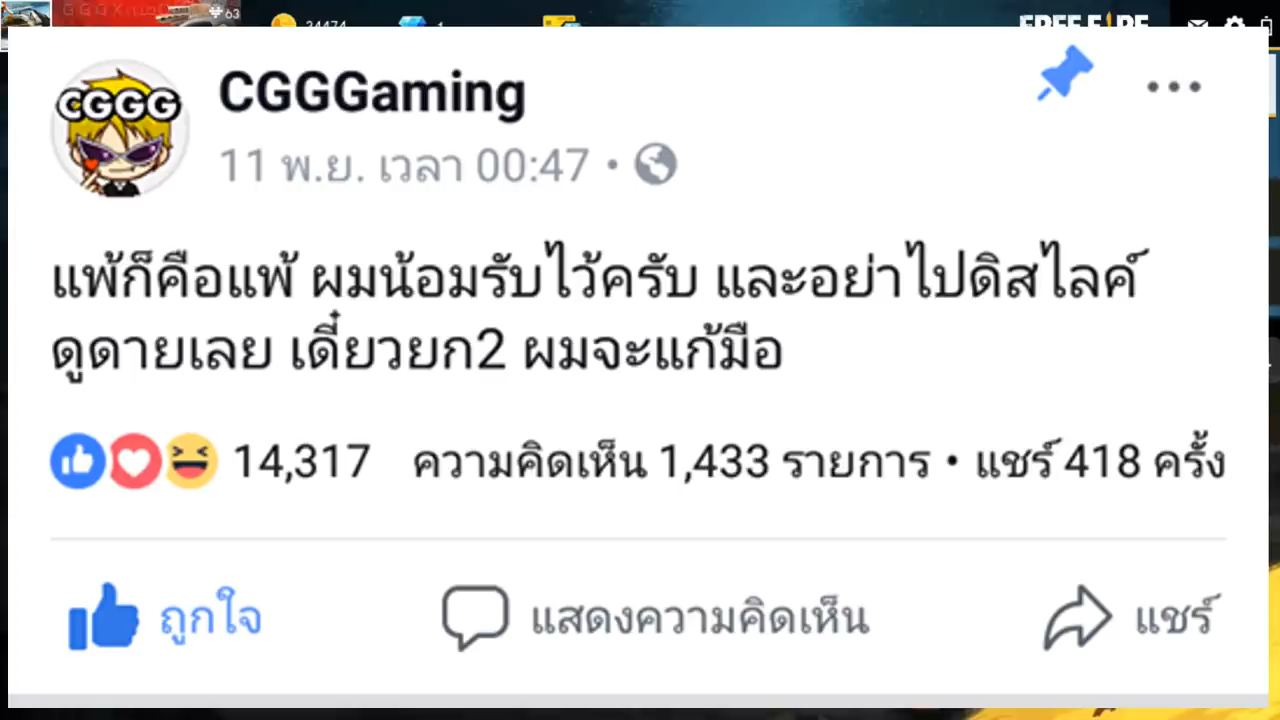 63
34474
1
FREE FIRE
CGGG
CGGGaming
11 พ.ย. เวลา 00:47 •
แพ้ก็คือแพ้ ผมน้อมรับไว้ครับ และอย่าไปดิสไลค์
ดูดายเลย เดี๋ยวยก2 ผมจะแก้มือ
14,317 ความคิดเห็น 1,433 รายการ • แชร์ 418 ครั้ง
ถูกใจ แสดงความคิดเห็น แชร์